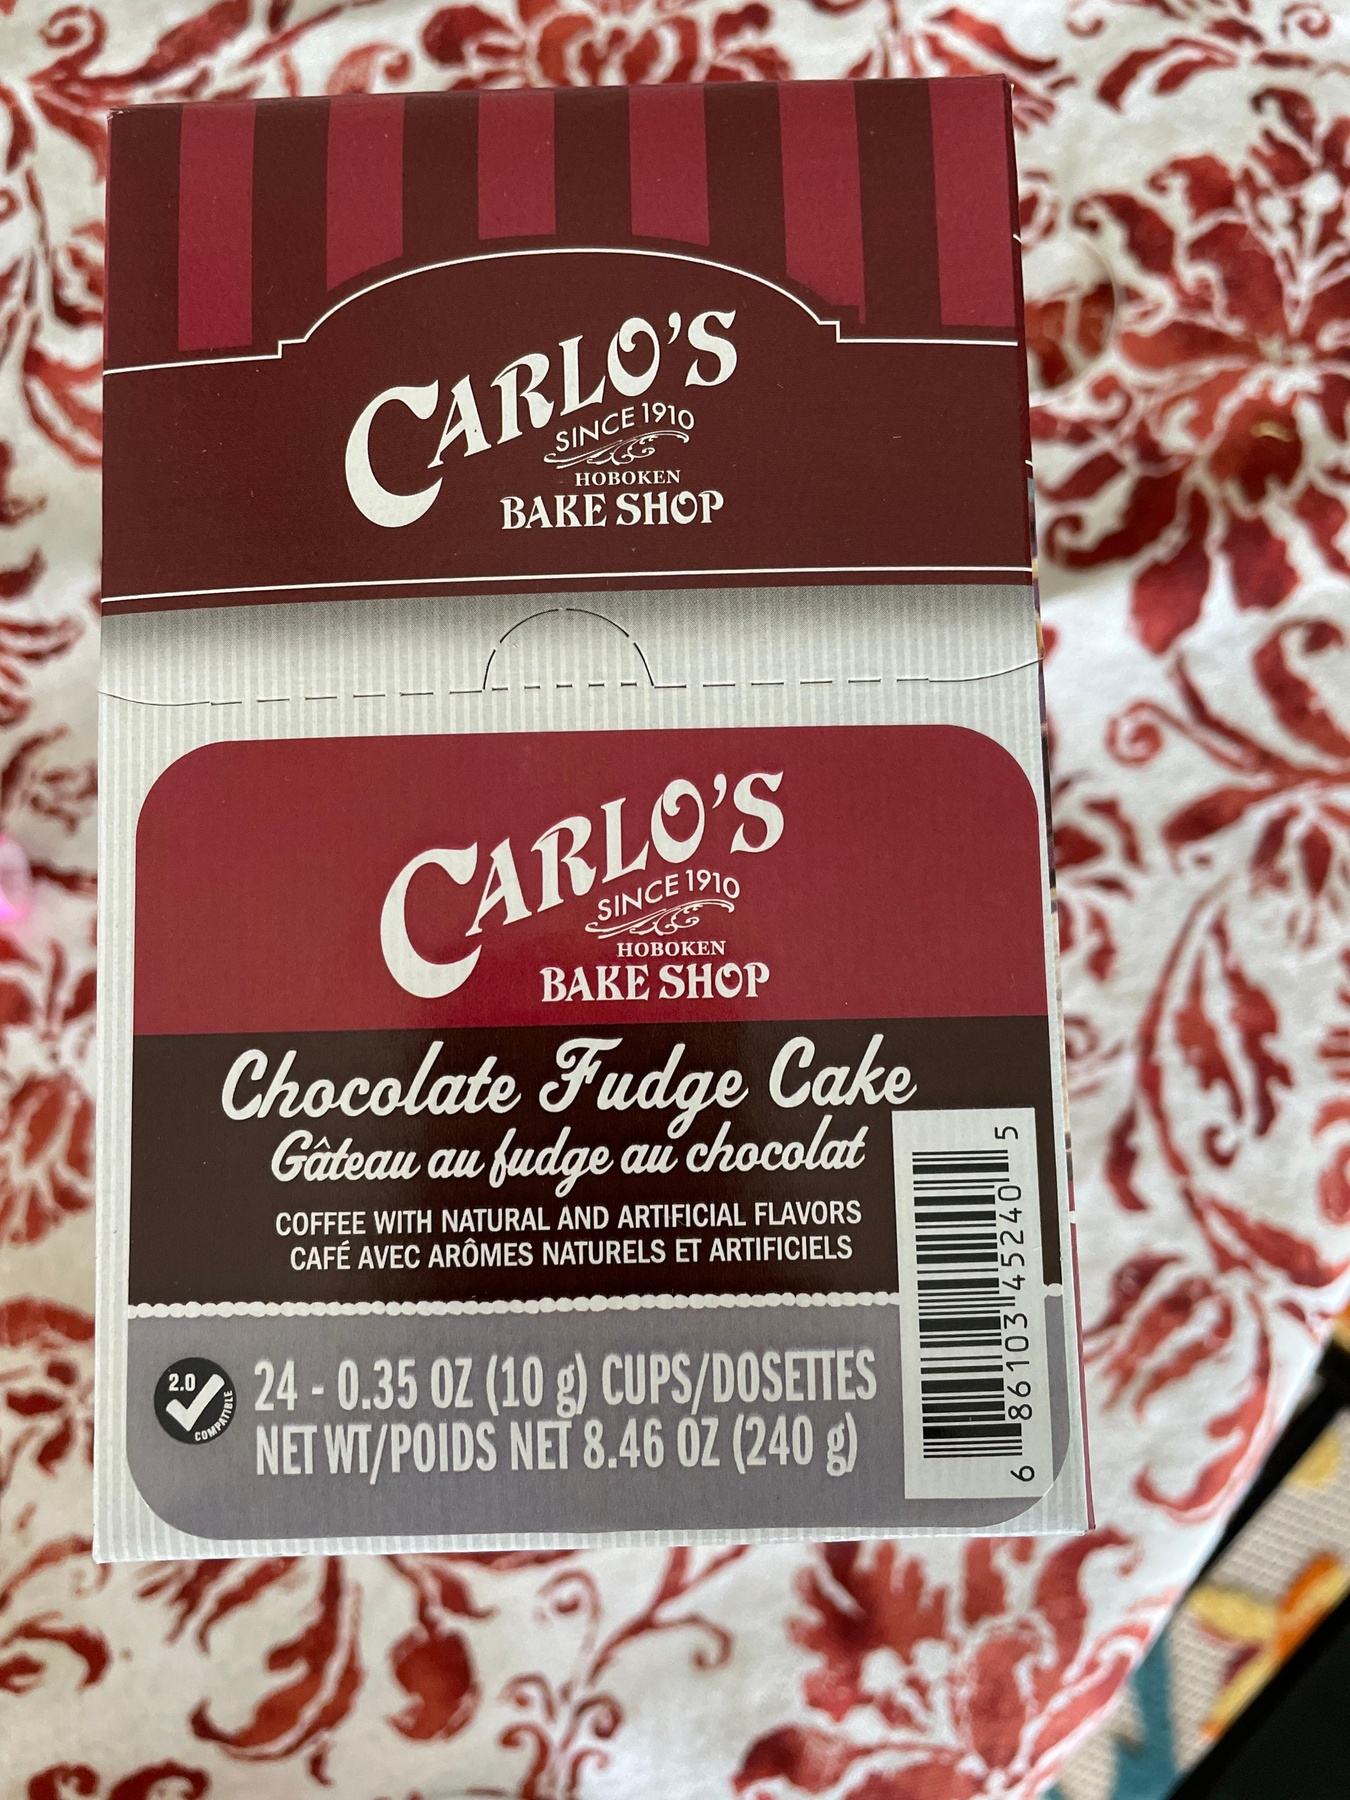 CARLO'S
SINCE 1910
HOBOKEN
BAKE SHOP
CARLO'S
SINCE 1910
HOBOKEN
BAKE SHOP
Chocolate Fudge Cake
Gâteau au fudge au chocolat
COFFEE WITH NATURAL AND ARTIFICIAL FLAVORS
CAFÉ AVEC ARÔMES NATURELS ET ARTIFICIELS
2.0
COMPATIBLE
24 - 0.35 OZ (10 g) CUPS/DOSETTES
NET WT/POIDS NET 8.46 OZ (240 g)
6 86103 45240 5